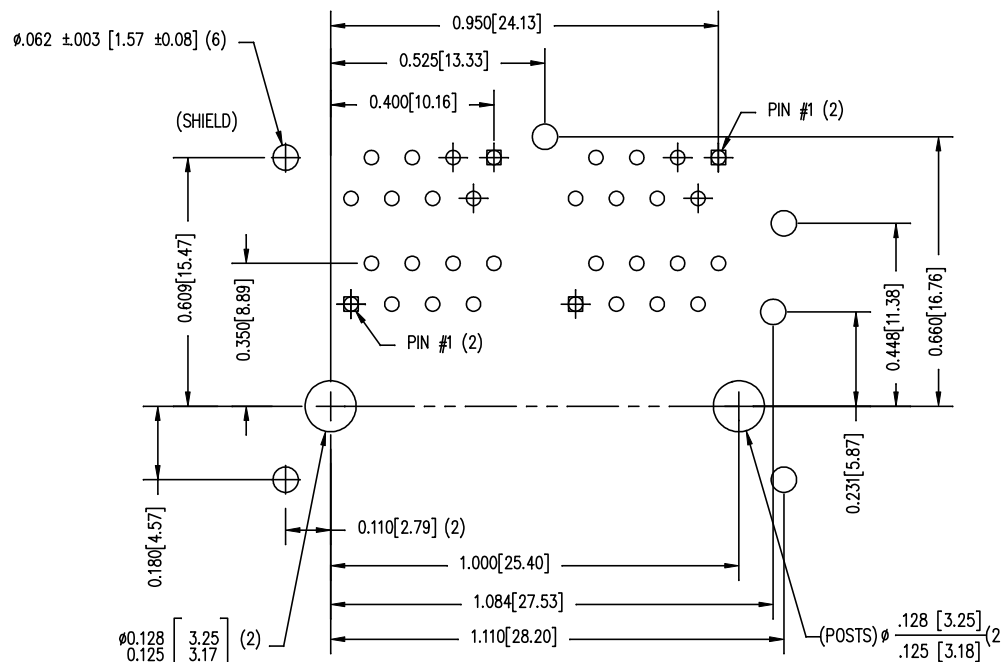 0.950[24.13]
ø.062 ±.003 [1.57 ±0.08] (6)
0.525[13.33]
0.400[10.16]
PIN #1 (2)
(SHIELD)
0.609[15.47]
0.350[8.89]
0.448[11.38]
0.660[16.76]
PIN #1 (2)
0.231[5.87]
0.180[4.57]
0.110[2.79] (2)
1.000[25.40]
1.084[27.53]
1.110[28.20]
ø0.128 [ 3.25 ] (2)
0.125 [ 3.17 ]
(POSTS) ø .128 [3.25] (2
.125 [3.18]